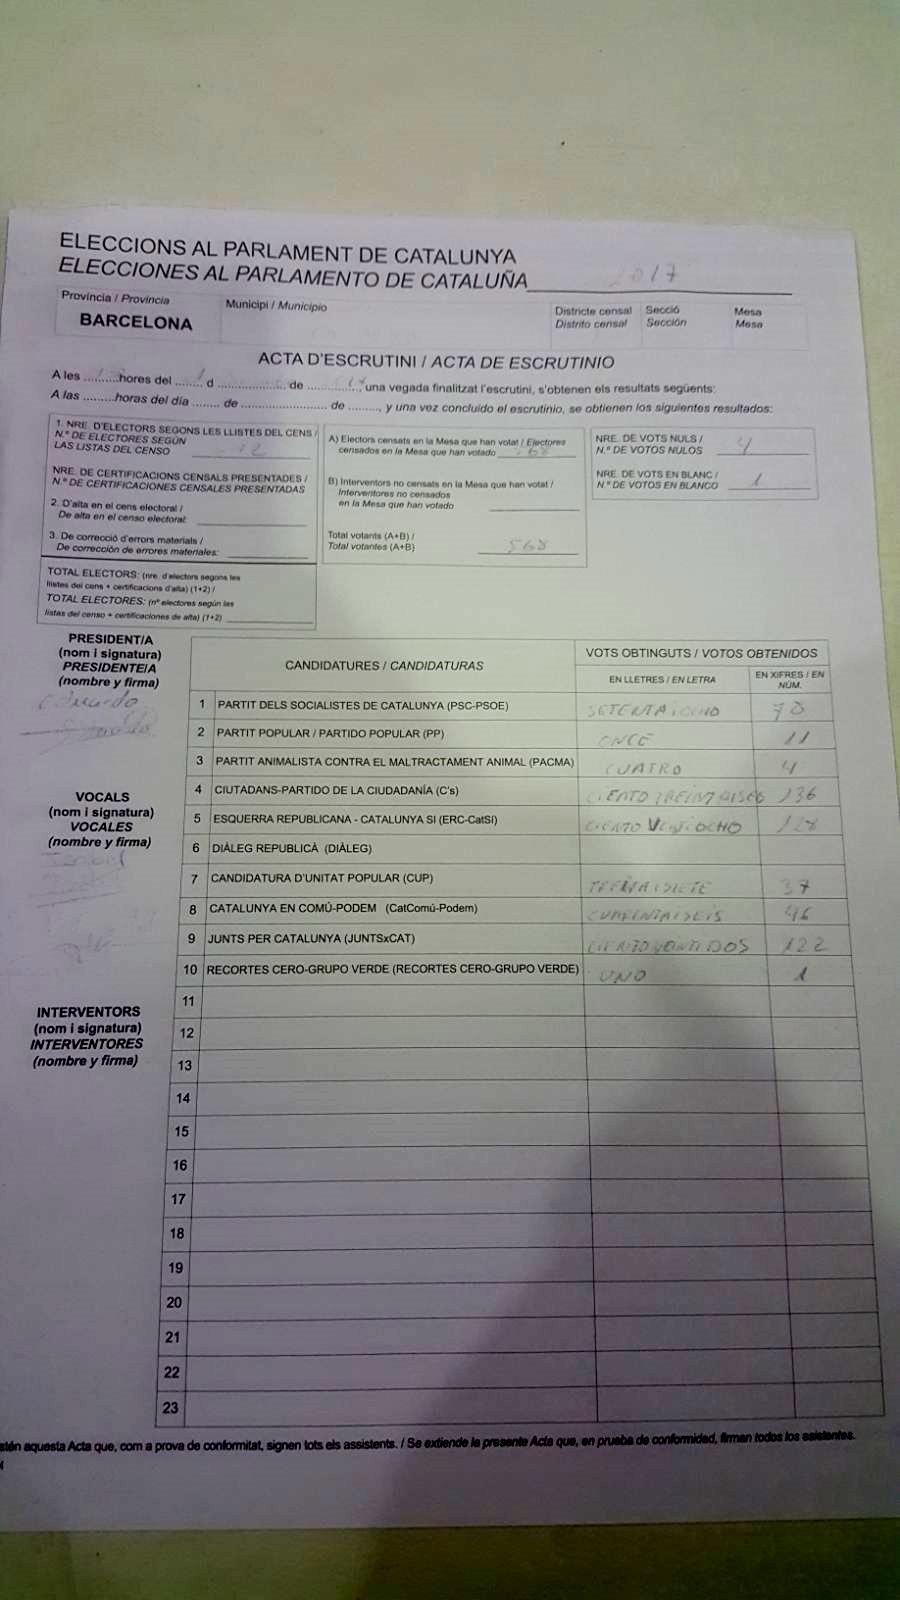 ELECCIONS AL PARLAMENT DE CATALUNYA
ELECCIONES AL PARLAMENTO DE CATALUÑA 2017
Província / Provincia
BARCELONA
Municipi / Municipio
Districte censal
Distrito censal
Secció
Sección
Mesa
Mesa
ACTA D'ESCRUTINI / ACTA DE ESCRUTINIO
A les ..........hores del ........ d .................... de ..............., una vegada finalitzat l'escrutini, s'obtenen els resultats següents:
A las .........horas del día ........ de ......................... de ........., y una vez concluido el escrutinio, se obtienen los siguientes resultados:
1. NRE. D'ELECTORS SEGONS LES LLISTES DEL CENS /
N.º DE ELECTORES SEGÚN
LAS LISTAS DEL CENSO
NRE. DE CERTIFICACIONS CENSALS PRESENTADES /
N.º DE CERTIFICACIONES CENSALES PRESENTADAS
2. D'alta en el cens electoral /
De alta en el censo electoral:
3. De correcció d'errors materials /
De corrección de errores materiales:
TOTAL ELECTORS: (nre. d'electors segons les
llistes del cens + certificacions d'alta) (1+2) /
TOTAL ELECTORES: (nº electores según las
listas del censo + certificaciones de alta) (1+2)
A) Electors censats en la Mesa que han votat / Electores
censados en la Mesa que han votado 568
B) Interventors no censats en la Mesa que han votat /
Interventores no censados
en la Mesa que han votado
Total votants (A+B) /
Total votantes (A+B) 568
NRE. DE VOTS NULS /
N.º DE VOTOS NULOS 4
NRE. DE VOTS EN BLANC /
N.º DE VOTOS EN BLANCO 1
PRESIDENT/A
(nom i signatura)
PRESIDENTE/A
(nombre y firma)
Eduardo
VOCALS
(nom i signatura)
VOCALES
(nombre y firma)
INTERVENTORS
(nom i signatura)
INTERVENTORES
(nombre y firma)
CANDIDATURES / CANDIDATURAS
VOTS OBTINGUTS / VOTOS OBTENIDOS
EN LLETRES / EN LETRA
EN XIFRES / EN NÚM.
1 PARTIT DELS SOCIALISTES DE CATALUNYA (PSC-PSOE) SETENTAIOCHO 78
2 PARTIT POPULAR / PARTIDO POPULAR (PP) ONCE 11
3 PARTIT ANIMALISTA CONTRA EL MALTRACTAMENT ANIMAL (PACMA) CUATRO 4
4 CIUTADANS-PARTIDO DE LA CIUDADANÍA (C's) CIENTO TREINTAISEIS 136
5 ESQUERRA REPUBLICANA - CATALUNYA SI (ERC-CatSí) CIENTO VENTIOCHO 128
6 DIÀLEG REPUBLICÀ (DIÀLEG)
7 CANDIDATURA D'UNITAT POPULAR (CUP) TREINTAISIETE 37
8 CATALUNYA EN COMÚ-PODEM (CatComú-Podem) CUARENTAISEIS 46
9 JUNTS PER CATALUNYA (JUNTSxCAT) CIENTO VENTIDOS 122
10 RECORTES CERO-GRUPO VERDE (RECORTES CERO-GRUPO VERDE) UNO 1
11
12
13
14
15
16
17
18
19
20
21
22
23
aquesta Acta que, com a prova de conformitat, signen tots els assistents. / Se extiende la presente Acta que, en prueba de conformidad, firman todos los asistentes.